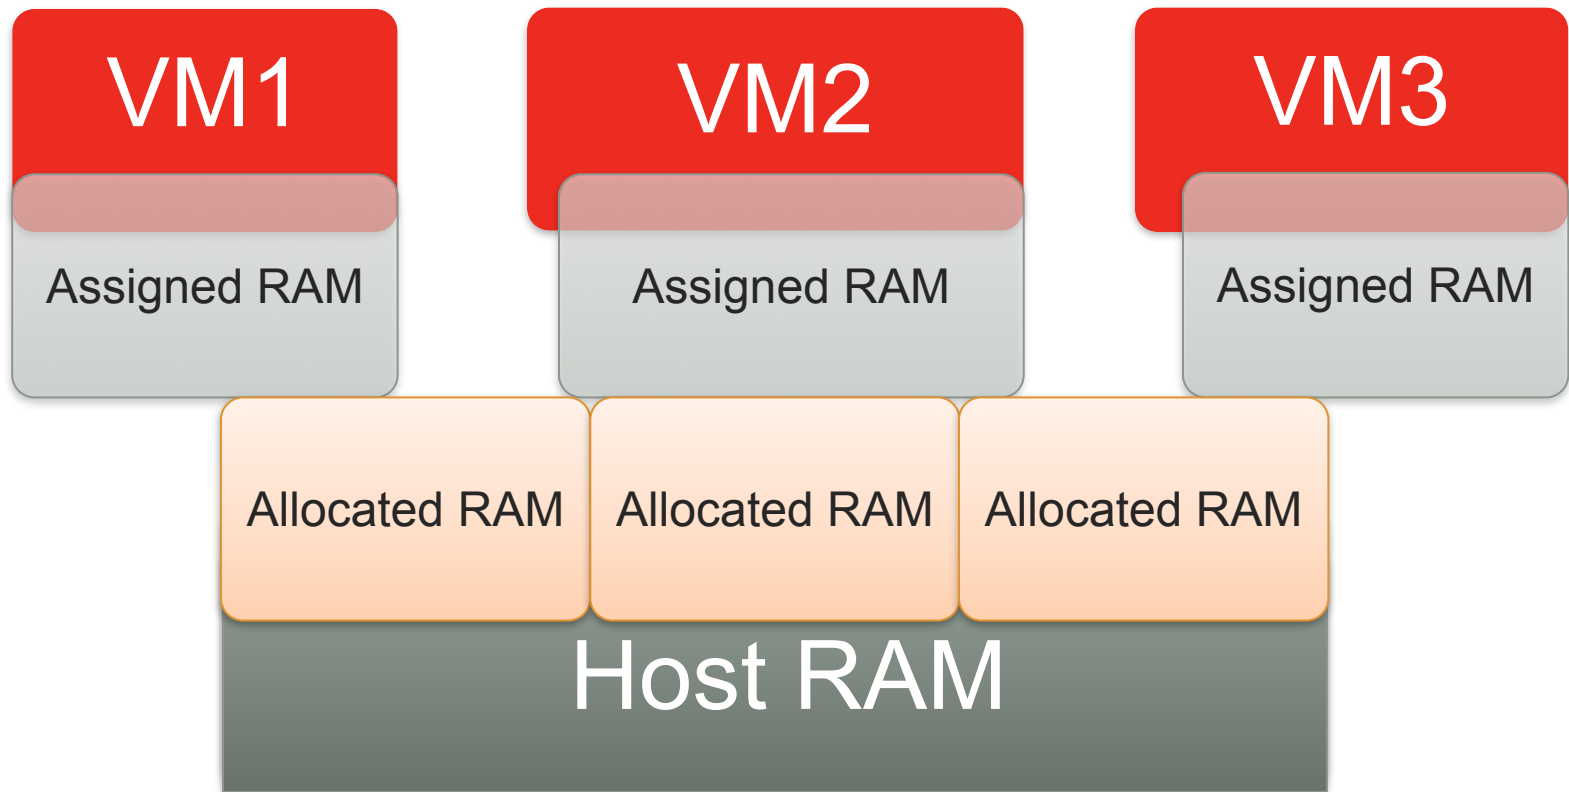 VM1
VM2
VM3
Assigned RAM
Assigned RAM
Assigned RAM
Allocated RAM
Allocated RAM
Allocated RAM
Host RAM